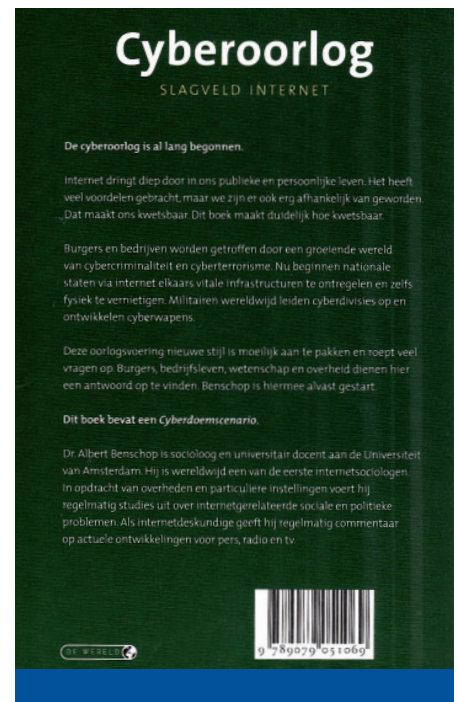 Cyberoorlog
SLAGVELD INTERNET
De cyberoorlog is al lang begonnen.
Internet dringt diep door in ons publieke en persoonlijke leven. Het heeft
veel voordelen gebracht, maar we zijn er ook erg afhankelijk van geworden.
Dat maakt ons kwetsbaar. Dit boek maakt duidelijk hoe kwetsbaar.
Burgers en bedrijven worden getroffen door een groeiende wereld
van cybercriminaliteit en cyberterrorisme. Nu beginnen nationale
staten via internet elkaars vitale infrastructuren te ontregelen en zelfs
fysiek te vernietigen. Militairen wereldwijd leiden cyberdivisies op en
ontwikkelen cyberwapens.
Deze oorlogsvoering nieuwe stijl is moeilijk aan te pakken en roept veel
vragen op. Burgers, bedrijfsleven, wetenschap en overheid dienen hier
een antwoord op te vinden. Benschop is hiermee alvast gestart.
Dit boek bevat een Cyberdoemscenario.
Dr. Albert Benschop is socioloog en universitair docent aan de Universiteit
van Amsterdam. Hij is wereldwijd een van de eerste internetsociologen.
In opdracht van overheden en particuliere instellingen voert hij
regelmatig studies uit over internetgerelateerde sociale en politieke
problemen. Als internetdeskundige geeft hij regelmatig commentaar
op actuele ontwikkelingen voor pers, radio en tv.
DE WERELD
9 789079 051069